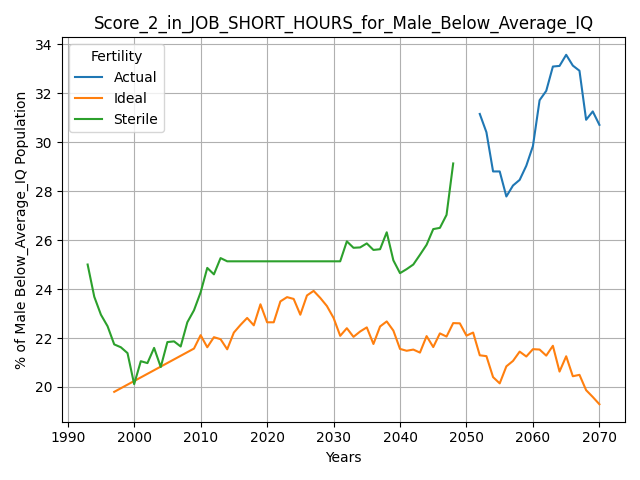 Score_2_in_JOB_SHORT_HOURS_for_Male_Below_Average_IQ
% of Male Below_Average_IQ Population
34
32
30
28
26
24
22
20
Fertility
Actual
Ideal
Sterile
1990 2000 2010 2020 2030 2040 2050 2060 2070
Years